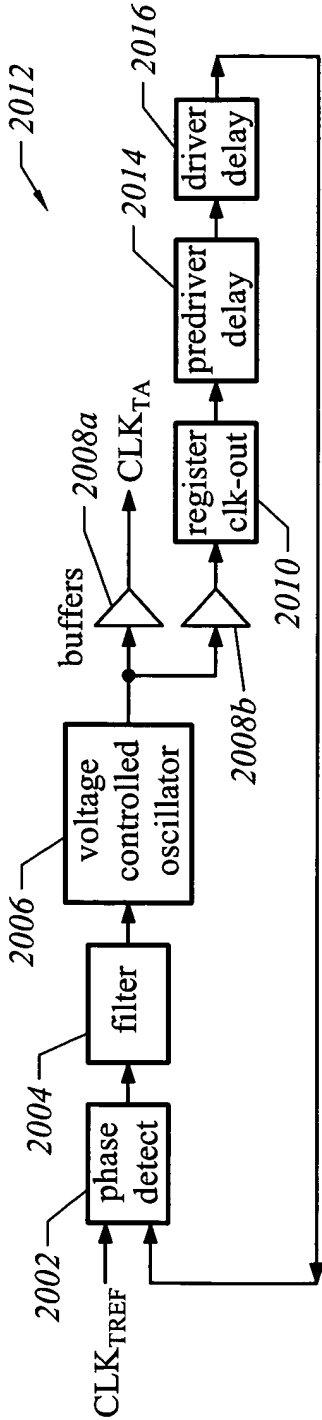 2012
CLK_TREF
2002
phase
detect
2004
filter
2006
voltage
controlled
oscillator
buffers
2008a
CLK_TA
2008b
register
clk-out
2010
predriver
delay
2014
driver
delay
2016